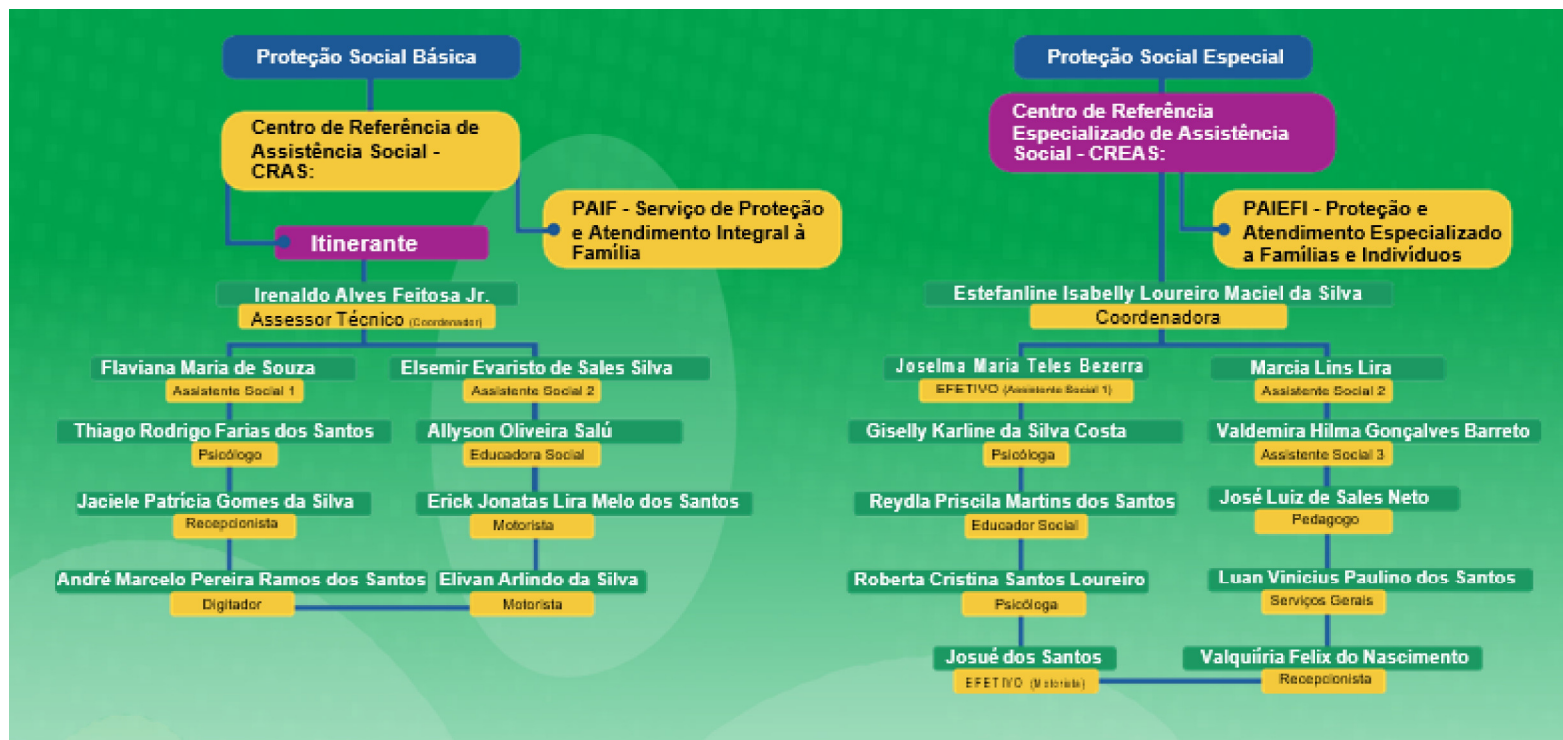 Proteção Social Básica
Centro de Referência de
Assistência Social -
CRAS:
PAIF - Serviço de Proteção
e Atendimento Integral à
Família
Itinerante
Irenaldo Alves Feitosa Jr.
Assessor Técnico (Coordenador)
Flaviana Maria de Souza
Assistente Social 1
Elsemir Evaristo de Sales Silva
Assistente Social 2
Thiago Rodrigo Farias dos Santos
Psicólogo
Allyson Oliveira Salú
Educadora Social
Jaciele Patrícia Gomes da Silva
Recepcionista
Erick Jonatas Lira Melo dos Santos
Motorista
André Marcelo Pereira Ramos dos Santos
Digitador
Elivan Arlindo da Silva
Motorista
Proteção Social Especial
Centro de Referência
Especializado de Assistência
Social - CREAS:
PAIEFI - Proteção e
Atendimento Especializado
a Famílias e Indivíduos
Estefanline Isabelly Loureiro Maciel da Silva
Coordenadora
Joselma Maria Teles Bezerra
EFETIVO (Assistente Social 1)
Marcia Lins Lira
Assistente Social 2
Giselly Karline da Silva Costa
Psicóloga
Valdemira Hilma Gonçalves Barreto
Assistente Social 3
Reydla Priscila Martins dos Santos
Educador Social
José Luiz de Sales Neto
Pedagogo
Roberta Cristina Santos Loureiro
Psicóloga
Luan Vinicius Paulino dos Santos
Serviços Gerais
Josué dos Santos
EFETIVO (Motorista)
Valquiíria Felix do Nascimento
Recepcionista